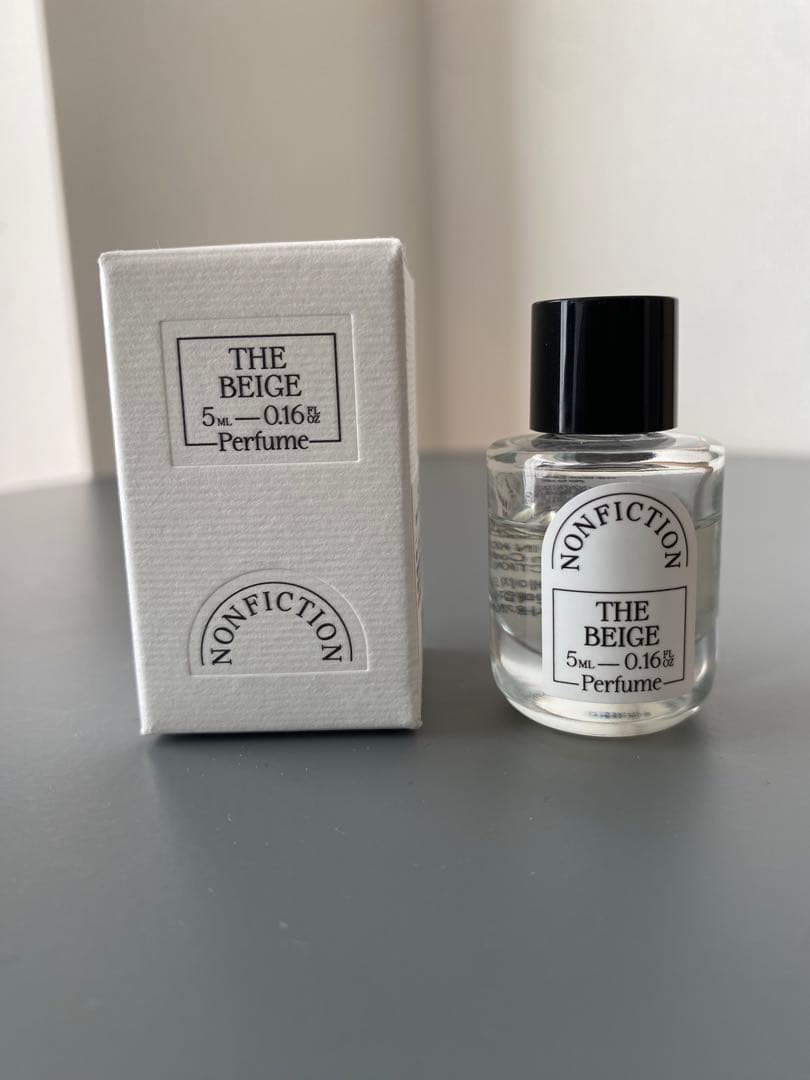 THE
BEIGE
5ML — 0.16 FL OZ
Perfume
NONFICTION
NONFICTION
THE
BEIGE
5ML — 0.16 FL OZ
Perfume